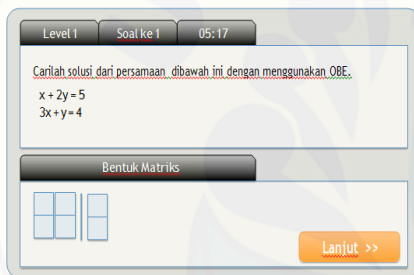 Level 1 Soal ke 1 05:17
Carilah solusi dari persamaan dibawah ini dengan menggunakan OBE.
x + 2y = 5
3x + y = 4
Bentuk Matriks
Lanjut >>